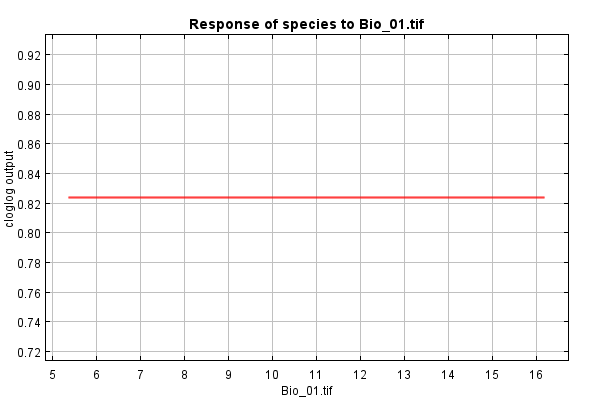 Response of species to Bio_01.tif
cloglog output
0.92
0.90
0.88
0.86
0.84
0.82
0.80
0.78
0.76
0.74
0.72
5 6 7 8 9 10 11 12 13 14 15 16
Bio_01.tif